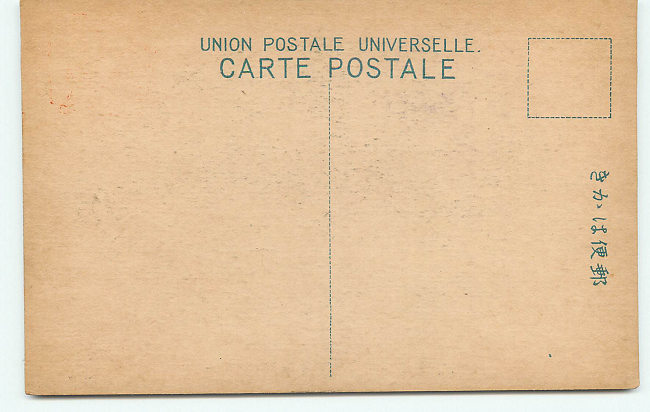 UNION POSTALE UNIVERSELLE.
CARTE POSTALE
郵便はかき